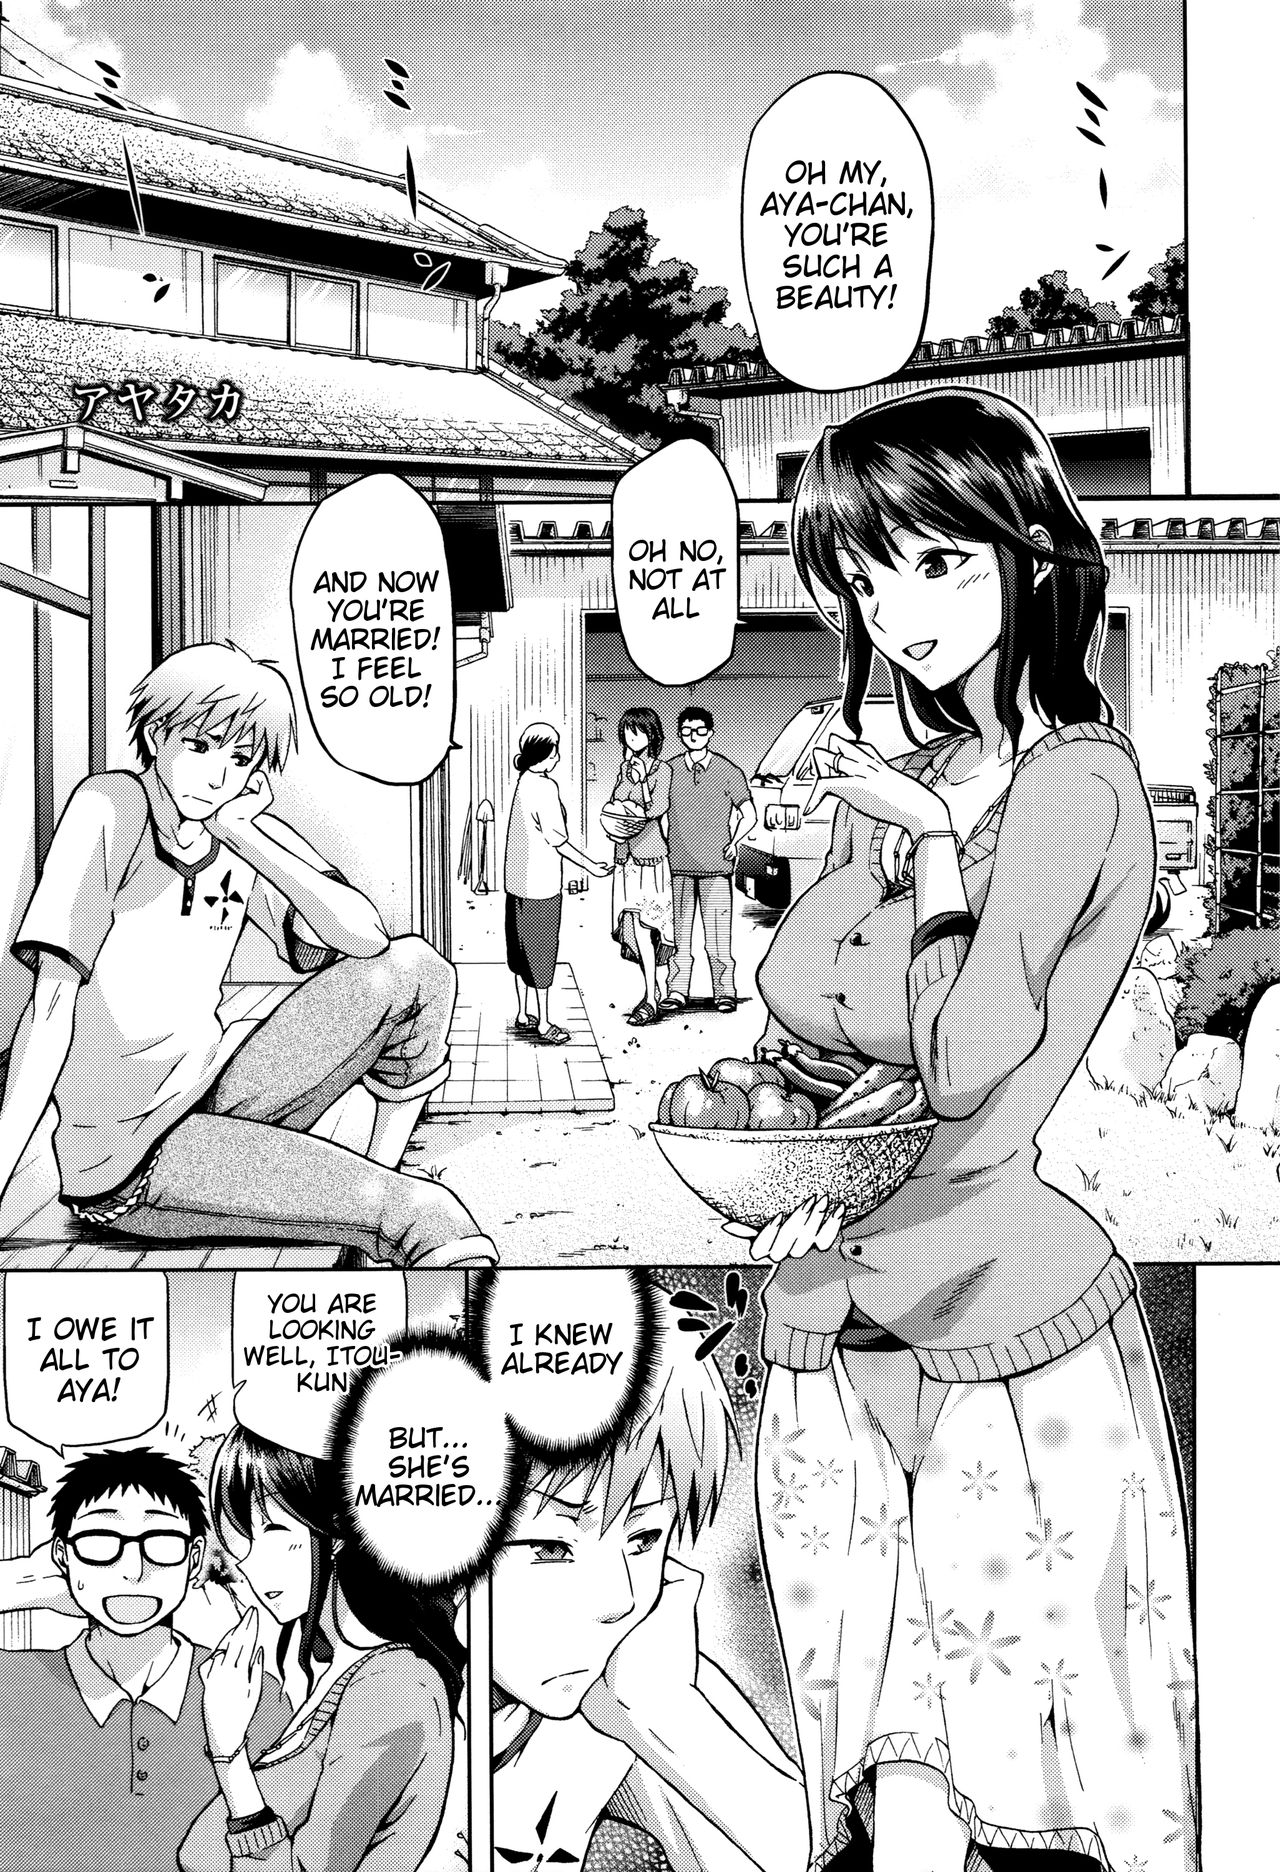 OH MY,
AYA-CHAN,
YOU'RE
SUCH A
BEAUTY!
アヤタカ
OH NO,
NOT AT
ALL
AND NOW
YOU'RE
MARRIED!
I FEEL
SO OLD!
I KNEW
ALREADY
BUT...
SHE'S
MARRIED...
YOU ARE
LOOKING
WELL, ITOU-
KUN
I OWE IT
ALL TO
AYA!